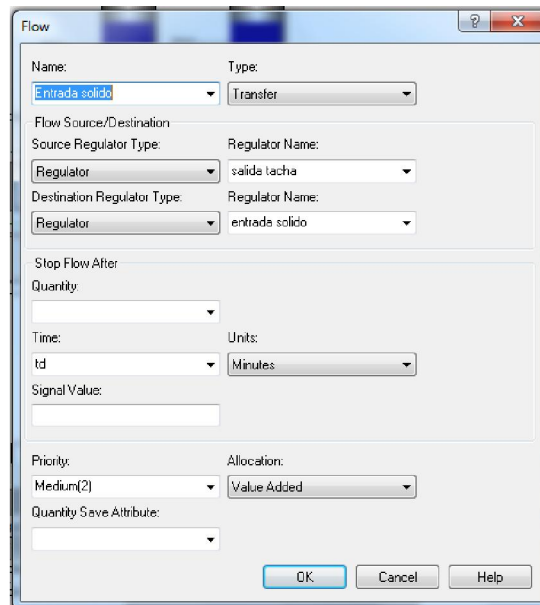 Flow
Name: Type:
Entrada solido Transfer
Flow Source/Destination
Source Regulator Type: Regulator Name:
Regulator salida tacha
Destination Regulator Type: Regulator Name:
Regulator entrada solido
Stop Flow After
Quantity:
Time: Units:
td Minutes
Signal Value:
Priority: Allocation:
Medium(2) Value Added
Quantity Save Attribute:
OK Cancel Help